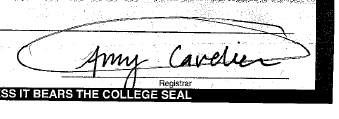 Amy Cavelier
Registrar
SS IT BEARS THE COLLEGE SEAL